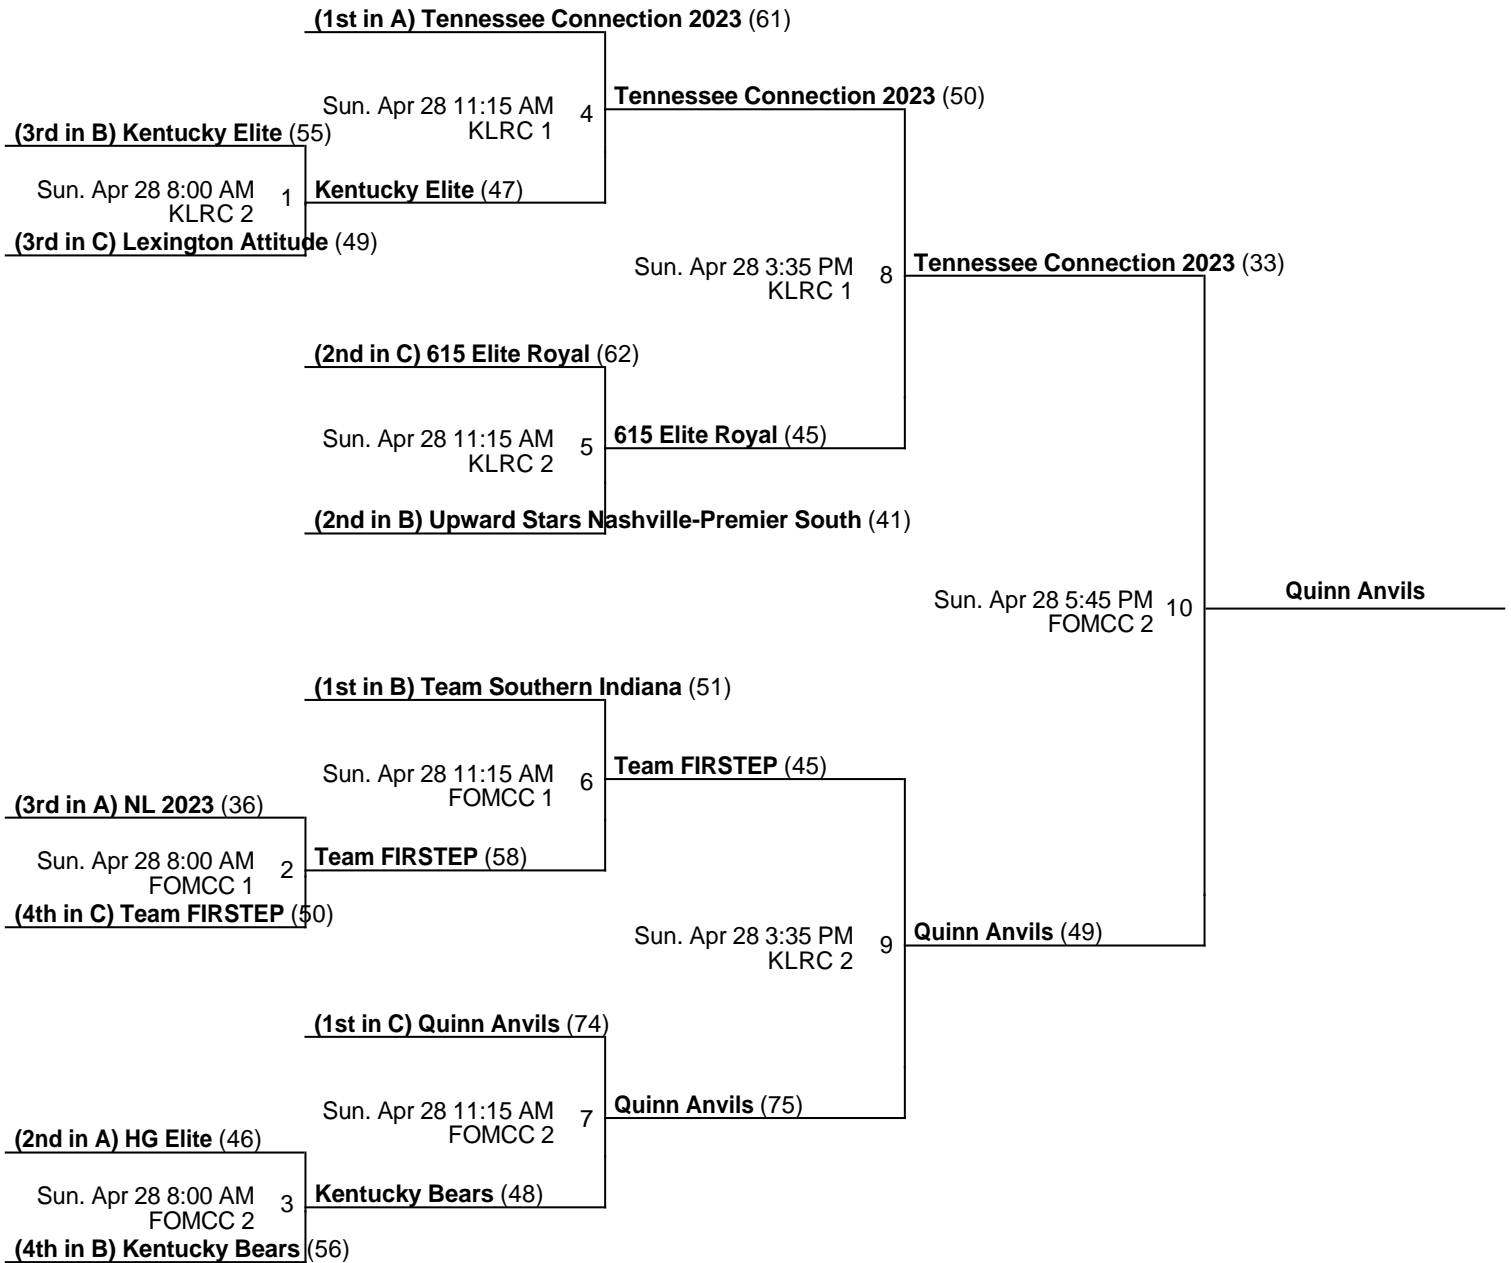 (1st in A) Tennessee Connection 2023 (61)
Sun. Apr 28 11:15 AM 4
KLRC 1
Tennessee Connection 2023 (50)
(3rd in B) Kentucky Elite (55)
Sun. Apr 28 8:00 AM 1
KLRC 2
Kentucky Elite (47)
(3rd in C) Lexington Attitude (49)
Sun. Apr 28 3:35 PM 8
KLRC 1
Tennessee Connection 2023 (33)
(2nd in C) 615 Elite Royal (62)
Sun. Apr 28 11:15 AM 5
KLRC 2
615 Elite Royal (45)
(2nd in B) Upward Stars Nashville-Premier South (41)
Sun. Apr 28 5:45 PM 10
FOMCC 2
Quinn Anvils
(1st in B) Team Southern Indiana (51)
Sun. Apr 28 11:15 AM 6
FOMCC 1
Team FIRSTEP (45)
(3rd in A) NL 2023 (36)
Sun. Apr 28 8:00 AM 2
FOMCC 1
Team FIRSTEP (58)
(4th in C) Team FIRSTEP (50)
Sun. Apr 28 3:35 PM 9
KLRC 2
Quinn Anvils (49)
(1st in C) Quinn Anvils (74)
Sun. Apr 28 11:15 AM 7
FOMCC 2
Quinn Anvils (75)
(2nd in A) HG Elite (46)
Sun. Apr 28 8:00 AM 3
FOMCC 2
Kentucky Bears (48)
(4th in B) Kentucky Bears (56)